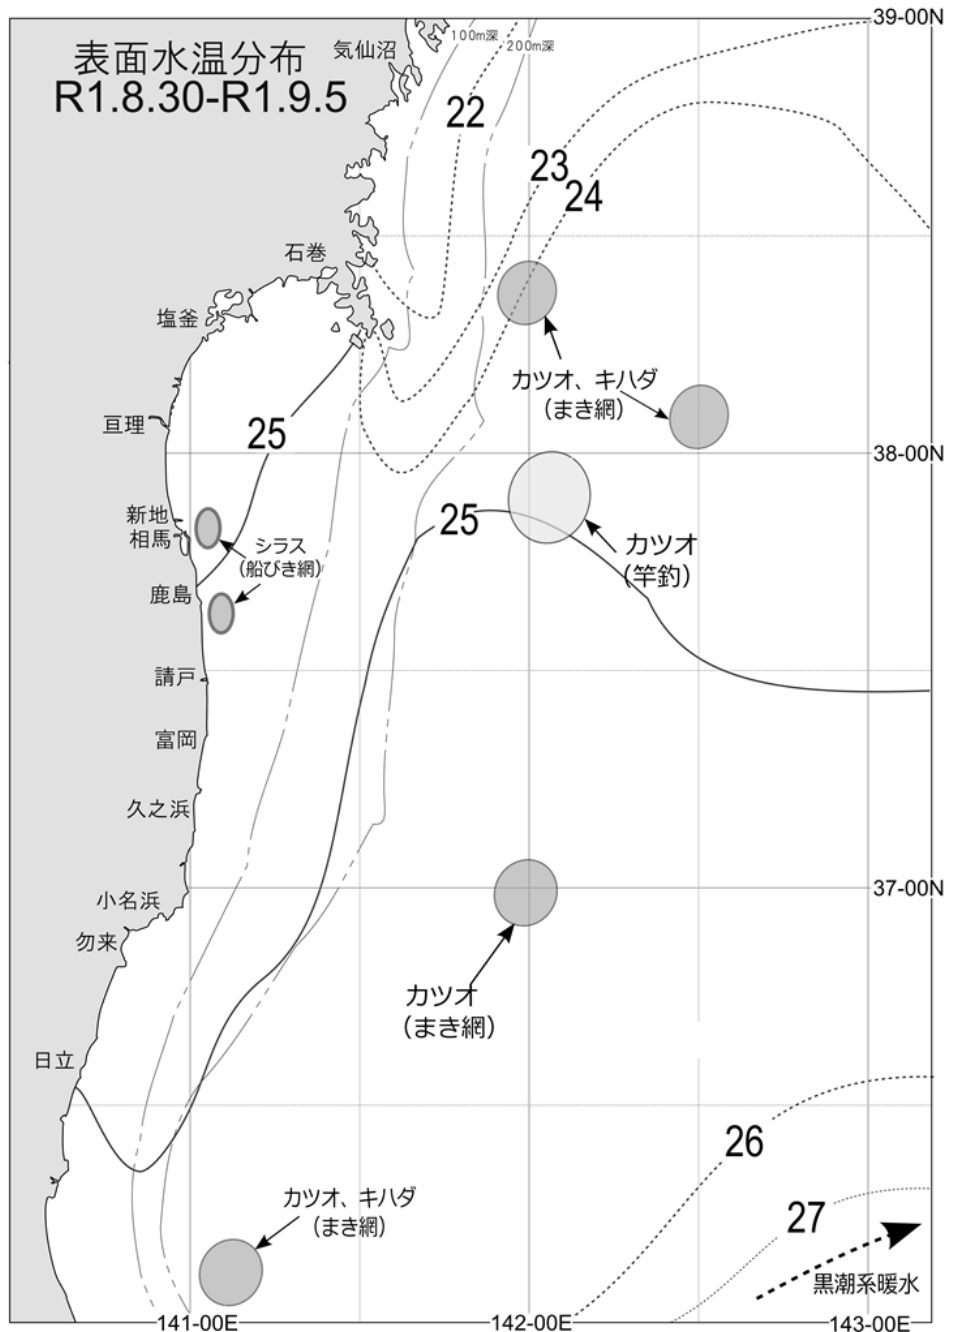 39-00N
表面水温分布
R1.8.30-R1.9.5
気仙沼
100m深
200m深
22
23
24
石巻
塩釜
カツオ、キハダ
（まき網）
亘理
25
38-00N
新地
相馬
シラス
（船びき網）
25
カツオ
（竿釣）
鹿島
請戸
富岡
久之浜
小名浜
37-00N
勿来
カツオ
（まき網）
日立
26
カツオ、キハダ
（まき網）
27
黒潮系暖水
141-00E
142-00E
143-00E